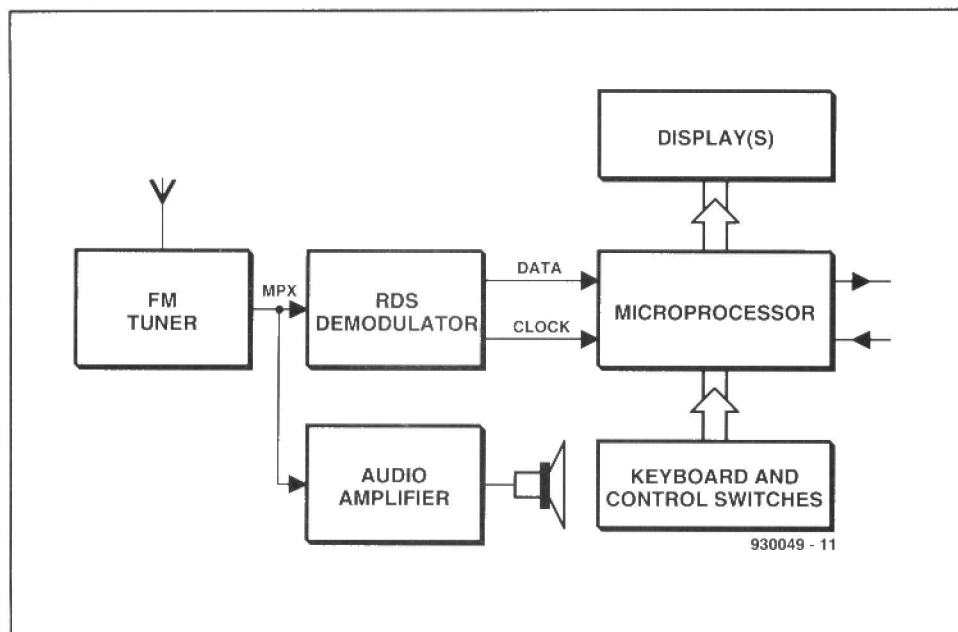 DISPLAY(S)
FM
TUNER
MPX
RDS
DEMODULATOR
DATA
CLOCK
MICROPROCESSOR
AUDIO
AMPLIFIER
KEYBOARD AND
CONTROL SWITCHES
930049 - 11